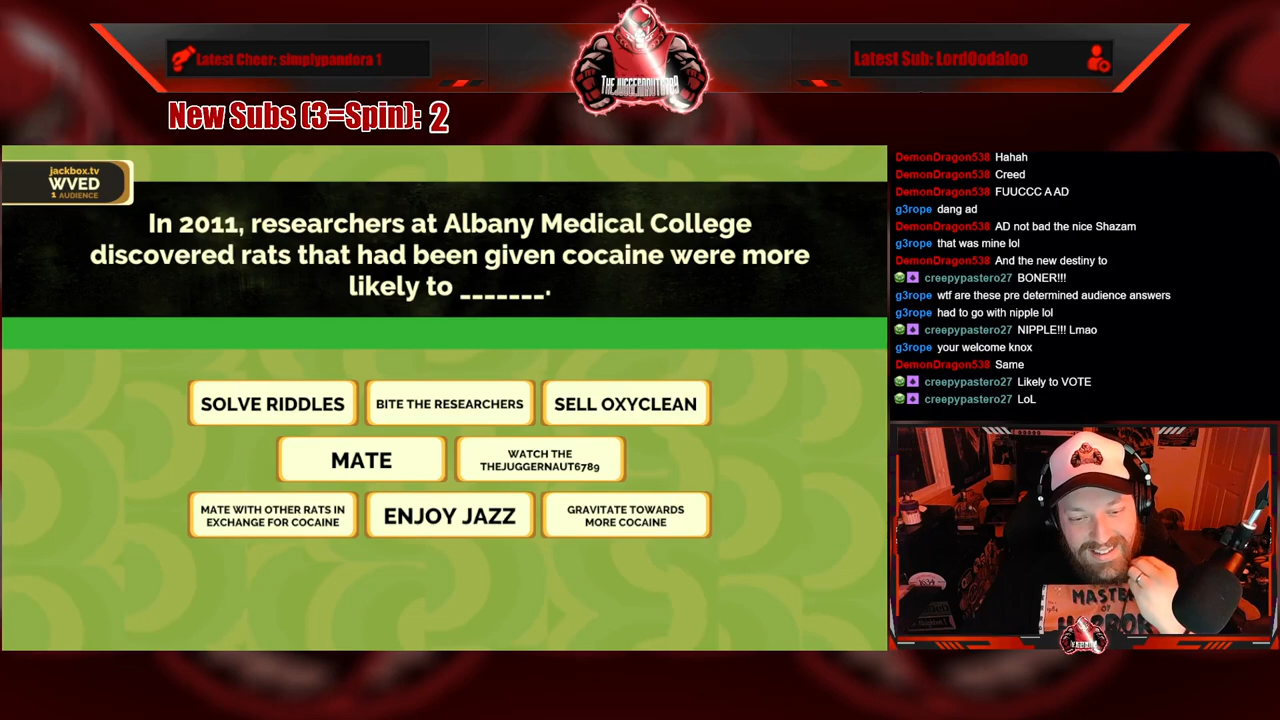 Latest Cheer: simplypandora 1
THEJUGGERNAUT6789
Latest Sub: LordOodaloo
New Subs (3=Spin): 2
jackbox.tv
WVED
1 AUDIENCE
In 2011, researchers at Albany Medical College
discovered rats that had been given cocaine were more
likely to _______.
SOLVE RIDDLES
BITE THE RESEARCHERS
SELL OXYCLEAN
MATE
WATCH THE
THEJUGGERNAUT6789
MATE WITH OTHER RATS IN
EXCHANGE FOR COCAINE
ENJOY JAZZ
GRAVITATE TOWARDS
MORE COCAINE
DemonDragon538 Hahah
DemonDragon538 Creed
DemonDragon538 FUUCCC A AD
g3rope dang ad
DemonDragon538 AD not bad the nice Shazam
g3rope that was mine lol
DemonDragon538 And the new destiny to
creepypastero27 BONER!!!
g3rope wtf are these pre determined audience answers
g3rope had to go with nipple lol
creepypastero27 NIPPLE!!! Lmao
g3rope your welcome knox
DemonDragon538 Same
creepypastero27 Likely to VOTE
creepypastero27 LoL
OF